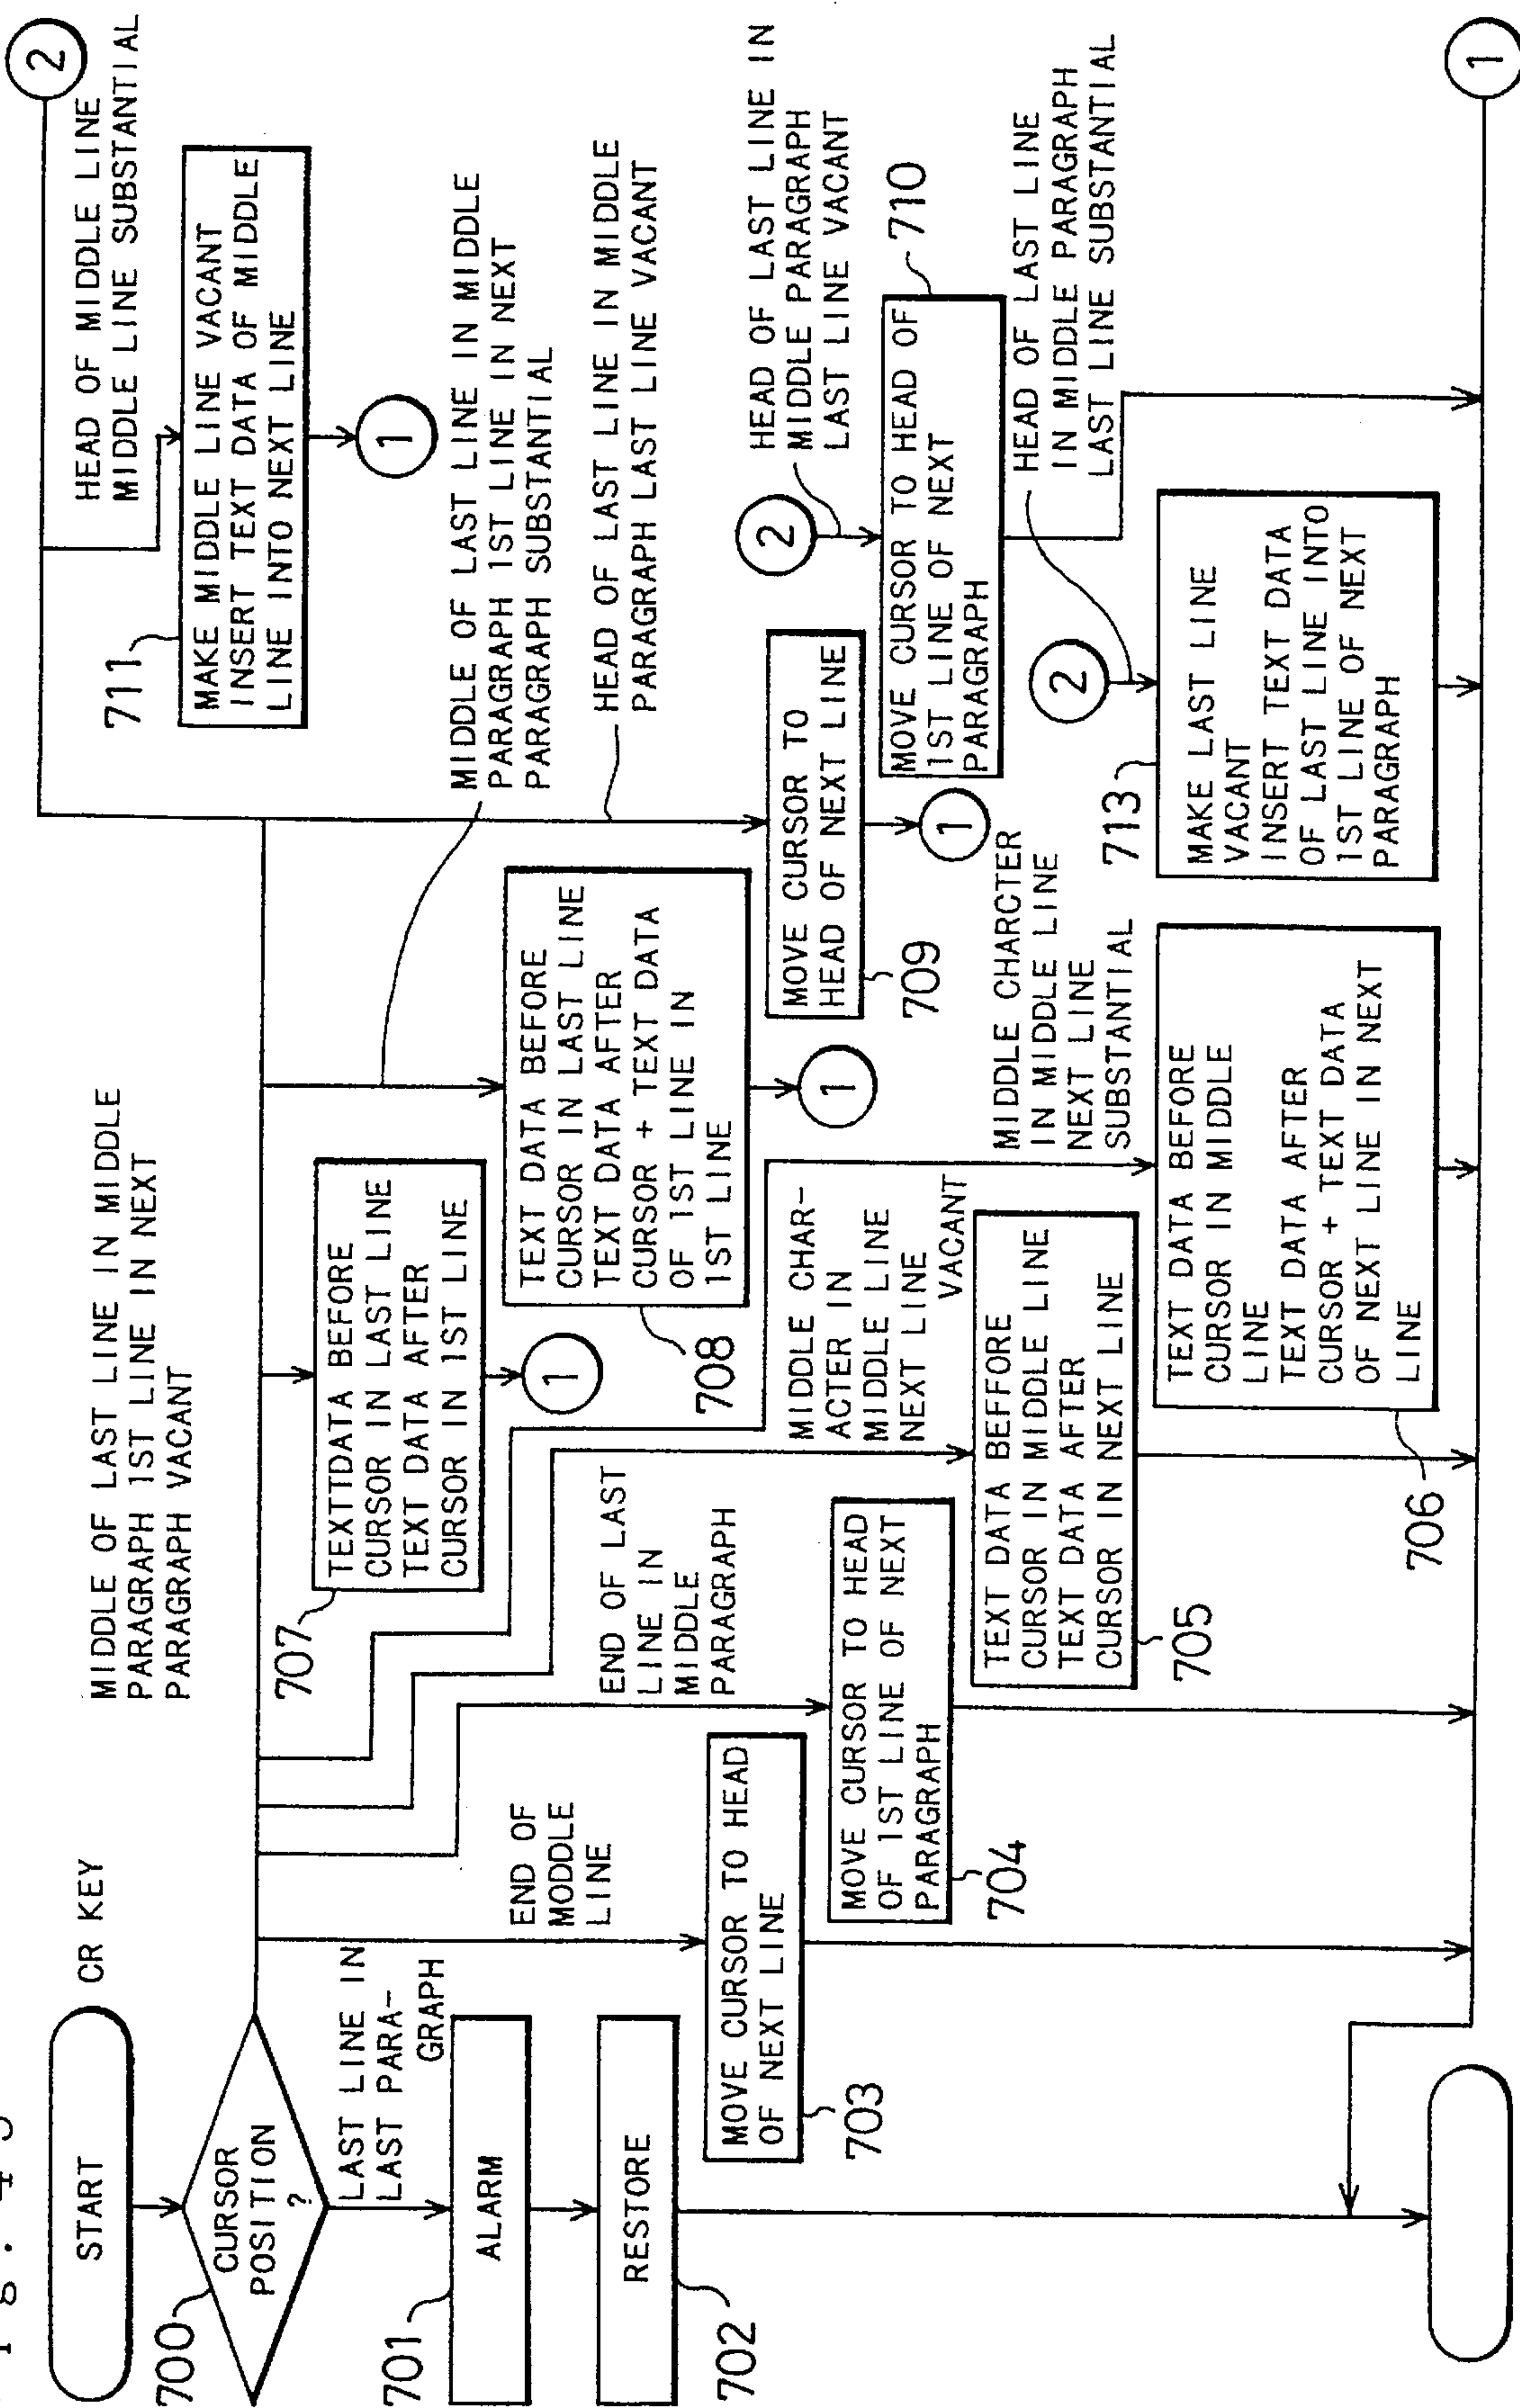 START
CR KEY
700
CURSOR
POSITION
?
LAST LINE IN
LAST PARA-
GRAPH
701
ALARM
702
RESTORE
END OF
MODDLE
LINE
MOVE CURSOR TO HEAD
OF NEXT LINE
703
END OF LAST
LINE IN
MIDDLE
PARAGRAPH
MOVE CURSOR TO HEAD
OF 1ST LINE OF NEXT
PARAGRAPH
704
MIDDLE CHAR-
ACTER IN
MIDDLE LINE
NEXT LINE
VACANT
TEXT DATA BEFFORE
CURSOR IN MIDDLE LINE
TEXT DATA AFTER
CURSOR IN NEXT LINE
705
MIDDLE CHARCTER
IN MIDDLE LINE
NEXT LINE
SUBSTANTIAL
TEXT DATA BEFORE
CURSOR IN MIDDLE
LINE
TEXT DATA AFTER
CURSOR + TEXT DATA
OF NEXT LINE IN NEXT
LINE
706
MIDDLE OF LAST LINE IN MIDDLE
PARAGRAPH 1ST LINE IN NEXT
PARAGRAPH VACANT
707
TEXTTDATA BEFORE
CURSOR IN LAST LINE
TEXT DATA AFTER
CURSOR IN 1ST LINE
1
MIDDLE OF LAST LINE IN MIDDLE
PARAGRAPH 1ST LINE IN NEXT
PARAGRAPH SUBSTANTIAL
TEXT DATA BEFORE
CURSOR IN LAST LINE
TEXT DATA AFTER
CURSOR + TEXT DATA
OF 1ST LINE IN
1ST LINE
708
1
HEAD OF LAST LINE IN MIDDLE
PARAGRAPH LAST LINE VACANT
MOVE CURSOR TO
HEAD OF NEXT LINE
709
1
2
HEAD OF MIDDLE LINE
MIDDLE LINE SUBSTANTIAL
711
MAKE MIDDLE LINE VACANT
INSERT TEXT DATA OF MIDDLE
LINE INTO NEXT LINE
1
2
HEAD OF LAST LINE IN
MIDDLE PARAGRAPH
LAST LINE VACANT
710
MOVE CURSOR TO HEAD OF
1ST LINE OF NEXT
PARAGRAPH
2
HEAD OF LAST LINE
IN MIDDLE PARAGRAPH
LAST LINE SUBSTANTIAL
713
MAKE LAST LINE
VACANT
INSERT TEXT DATA
OF LAST LINE INTO
1ST LINE OF NEXT
PARAGRAPH
1